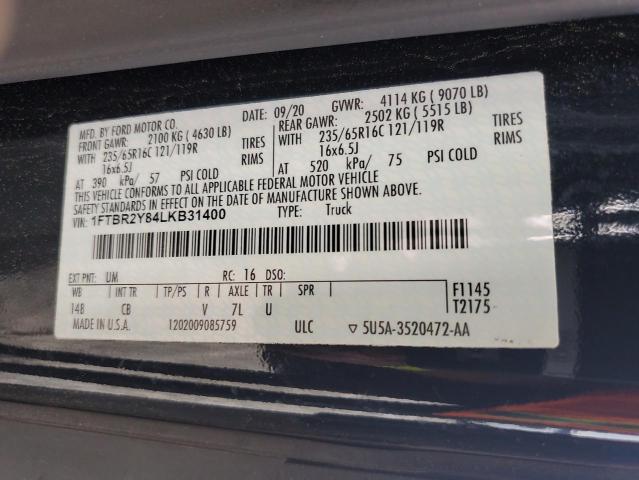 MFD. BY FORD MOTOR CO. DATE: 09/20 GVWR: 4114 KG ( 9070 LB)
FRONT GAWR: 2100 KG ( 4630 LB) REAR GAWR: 2502 KG ( 5515 LB)
WITH 235/65R16C 121/119R TIRES WITH 235/65R16C 121/119R TIRES
16x6.5J RIMS 16x6.5J RIMS
AT 390 kPa/ 57 PSI COLD AT 520 kPa/ 75 PSI COLD
THIS VEHICLE CONFORMS TO ALL APPLICABLE FEDERAL MOTOR VEHICLE
SAFETY STANDARDS IN EFFECT ON THE DATE OF MANUFACTURE SHOWN ABOVE.
VIN: 1FTBR2Y84LKB31400 TYPE: Truck
EXT PNT: UM RC: 16 DSO:
WB INT TR TP/PS R AXLE TR SPR F1145
14B CB V 7L U T2175
MADE IN U.S.A. 1202009085759 ULC ▽ 5U5A-3520472-AA